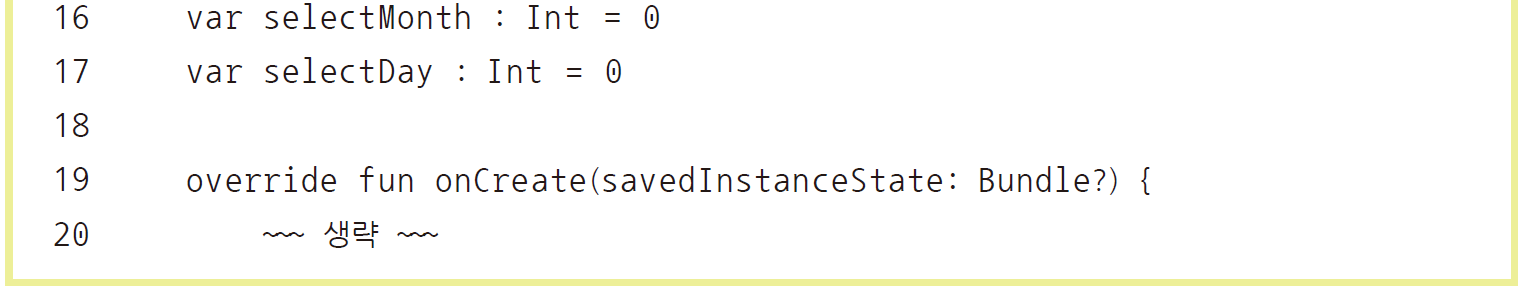 16 var selectMonth : Int = 0
17 var selectDay : Int = 0
18
19 override fun onCreate(savedInstanceState: Bundle?) {
20 ~~~ 생략 ~~~